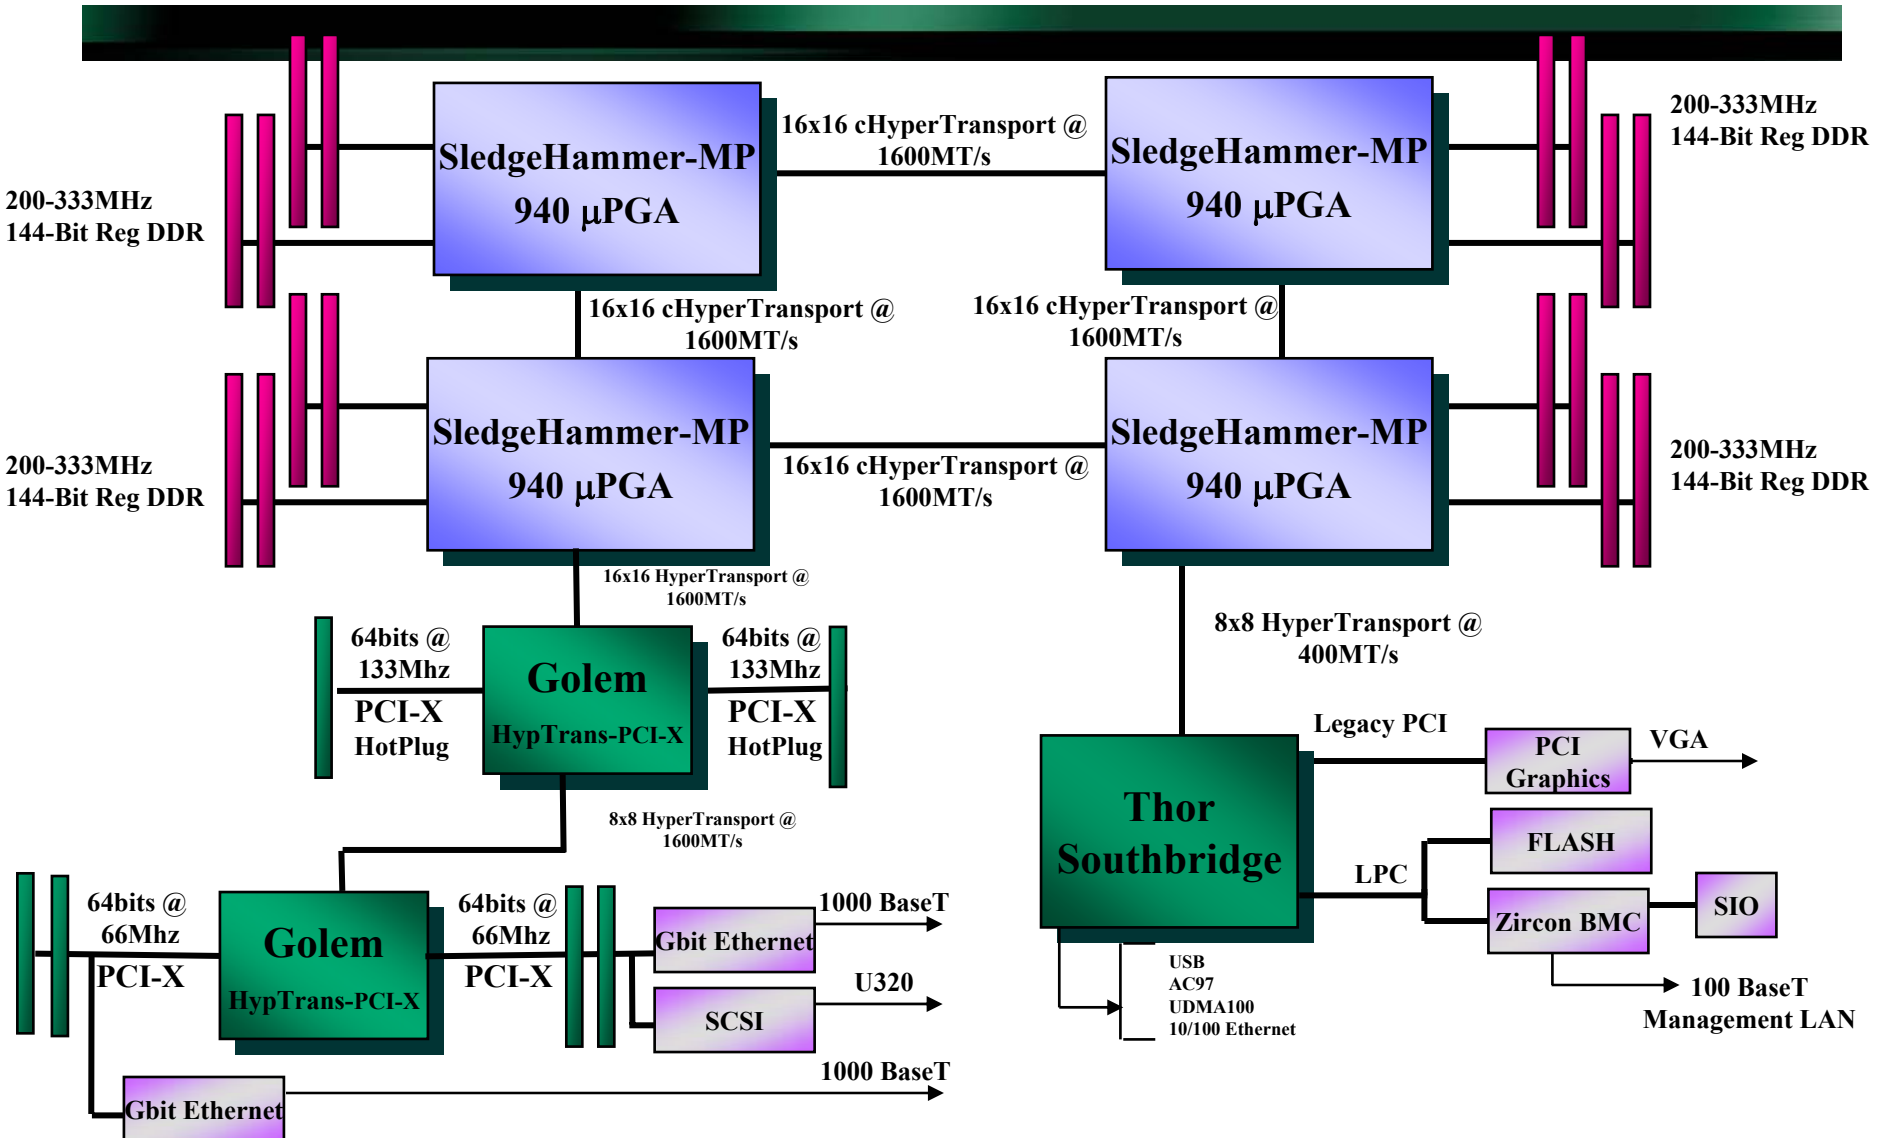 16x16 cHyperTransport @
1600MT/s
200-333MHz
144-Bit Reg DDR
SledgeHammer-MP
940 μPGA
SledgeHammer-MP
940 μPGA
200-333MHz
144-Bit Reg DDR
16x16 cHyperTransport @
1600MT/s
16x16 cHyperTransport @
1600MT/s
SledgeHammer-MP
940 μPGA
SledgeHammer-MP
940 μPGA
200-333MHz
144-Bit Reg DDR
16x16 cHyperTransport @
1600MT/s
200-333MHz
144-Bit Reg DDR
16x16 HyperTransport @
1600MT/s
64bits @
133Mhz
PCI-X
HotPlug
Golem
HypTrans-PCI-X
64bits @
133Mhz
PCI-X
HotPlug
8x8 HyperTransport @
400MT/s
8x8 HyperTransport @
1600MT/s
Legacy PCI
PCI
Graphics
VGA
Thor
Southbridge
FLASH
LPC
Zircon BMC
SIO
100 BaseT
Management LAN
USB
AC97
UDMA100
10/100 Ethernet
64bits @
66Mhz
PCI-X
Golem
HypTrans-PCI-X
64bits @
66Mhz
PCI-X
Gbit Ethernet
1000 BaseT
SCSI
U320
Gbit Ethernet
1000 BaseT